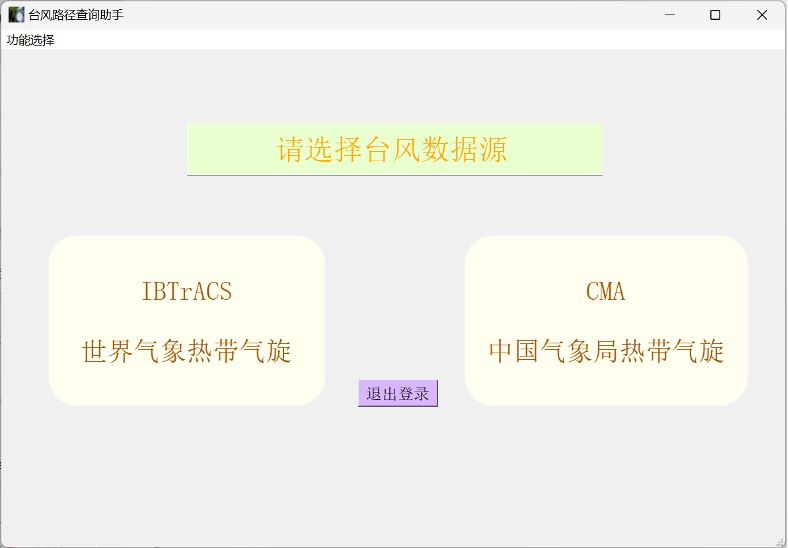 台风路径查询助手
功能选择
请选择台风数据源
IBTrACS
世界气象热带气旋
CMA
中国气象局热带气旋
退出登录